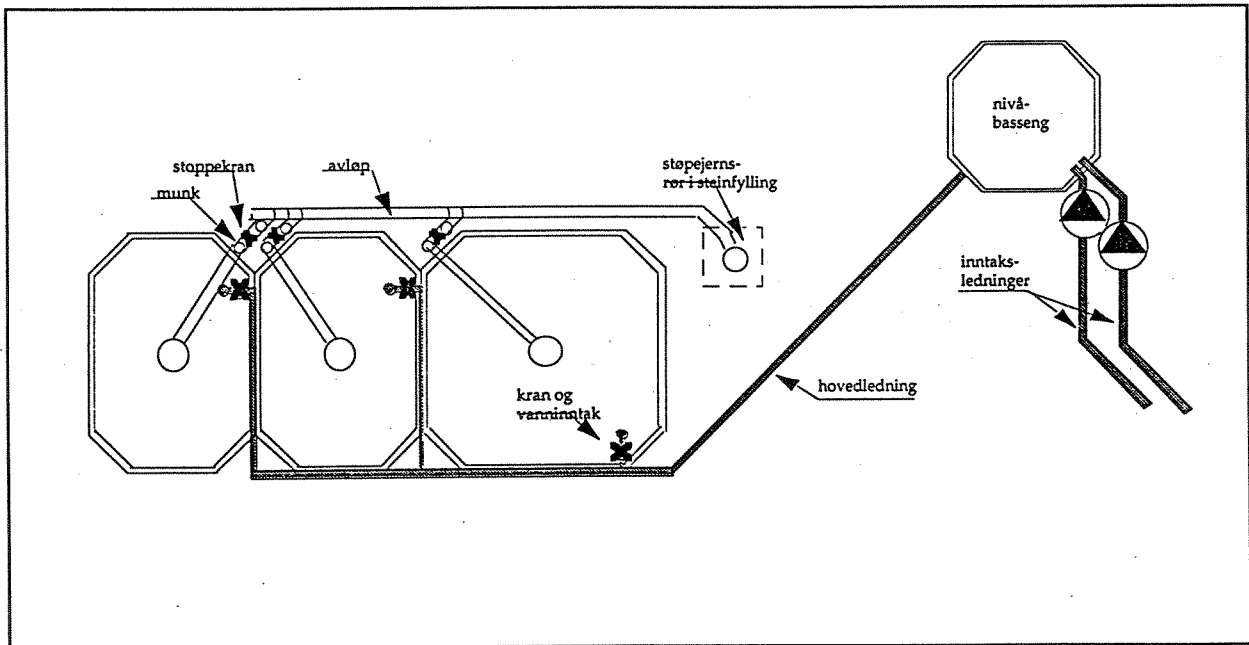 nivå-
basseng
stoppekran
munk
avløp
støpejerns-
rør i steinfylling
inntaks-
ledninger
kran og
vanninntak
hovedledning